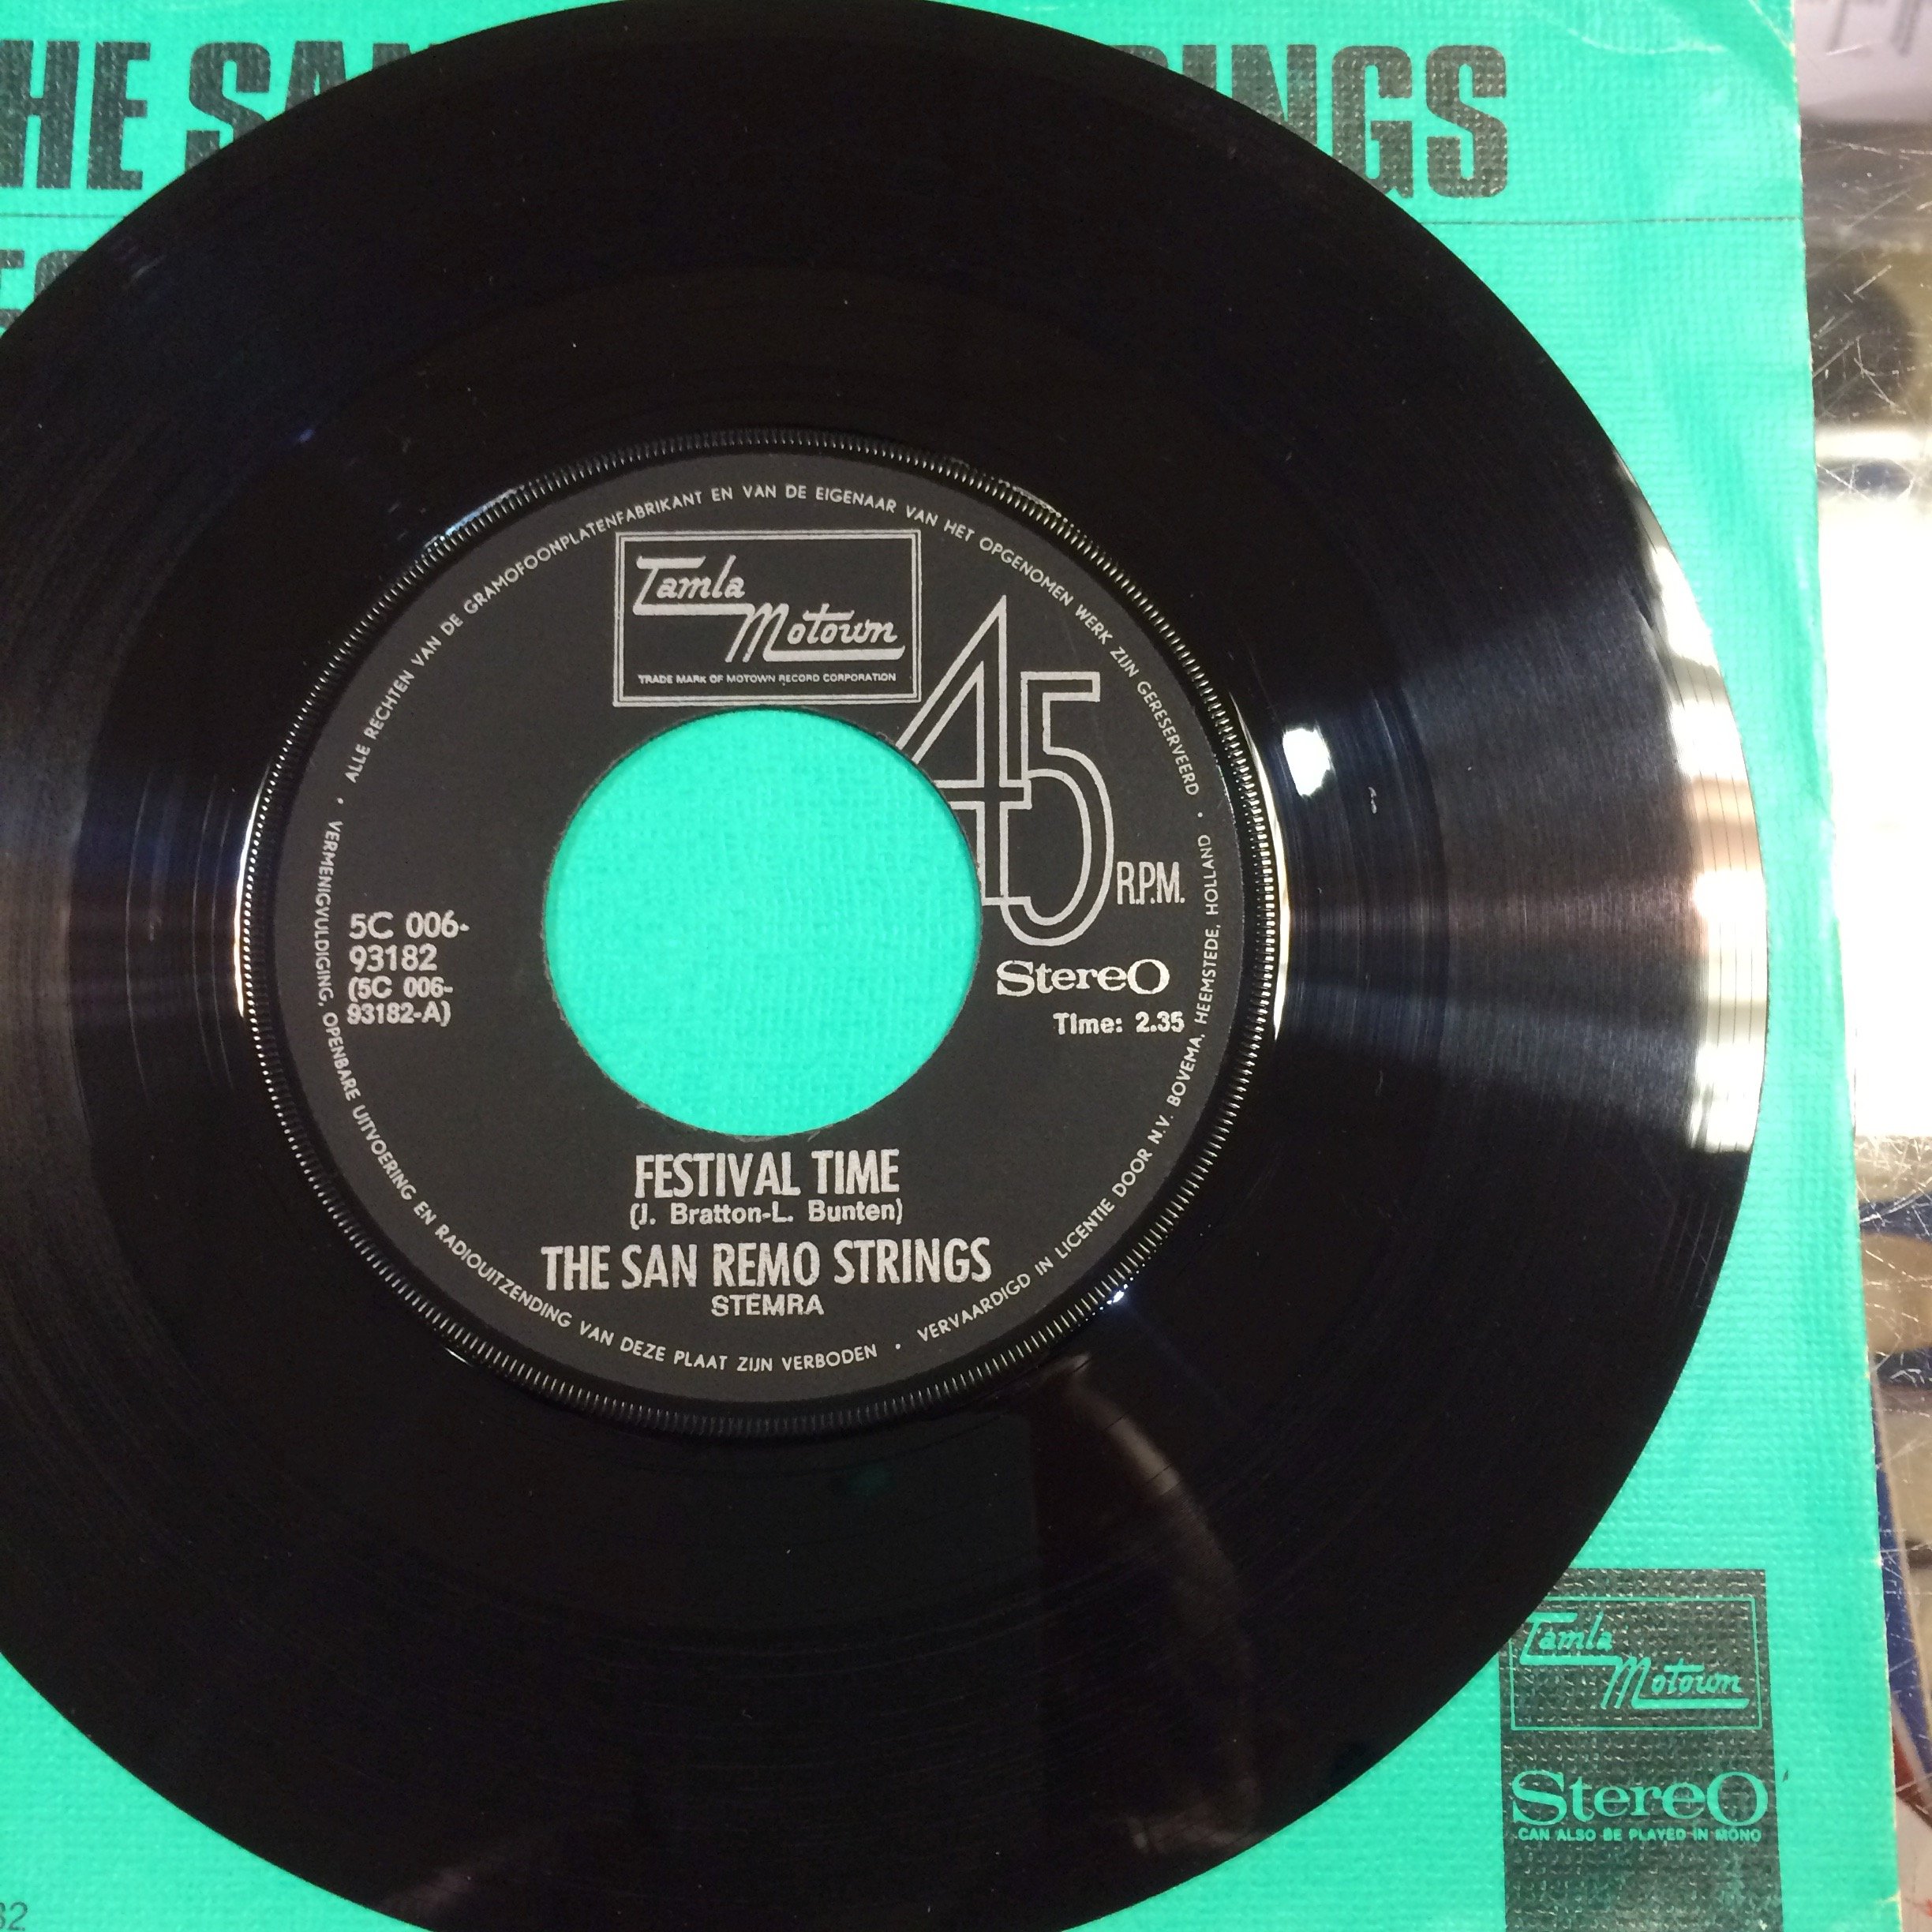 HE SA INGS
Tamla
Motown
TRADE MARK OF MOTOWN RECORD CORPORATION
45
R.P.M.
StereO
Time: 2.35
5C 006-
93182
(5C 006-
93182-A)
FESTIVAL TIME
(J. Bratton-L. Bunten)
THE SAN REMO STRINGS
STEMRA
• ALLE RECHTEN VAN DE GRAMOFOONPLATENFABRIKANT EN VAN DE EIGENAAR VAN HET OPGENOMEN WERK ZIJN GERESERVEERD •
VERMENIGVULDIGING, OPENBARE UITVOERING EN RADIOUITZENDING VAN DEZE PLAAT ZIJN VERBODEN •
VERVAARDIGD IN LICENTIE DOOR N.V. BOVEMA, HEEMSTEDE, HOLLAND
Tamla
Motown
StereO
CAN ALSO BE PLAYED IN MONO